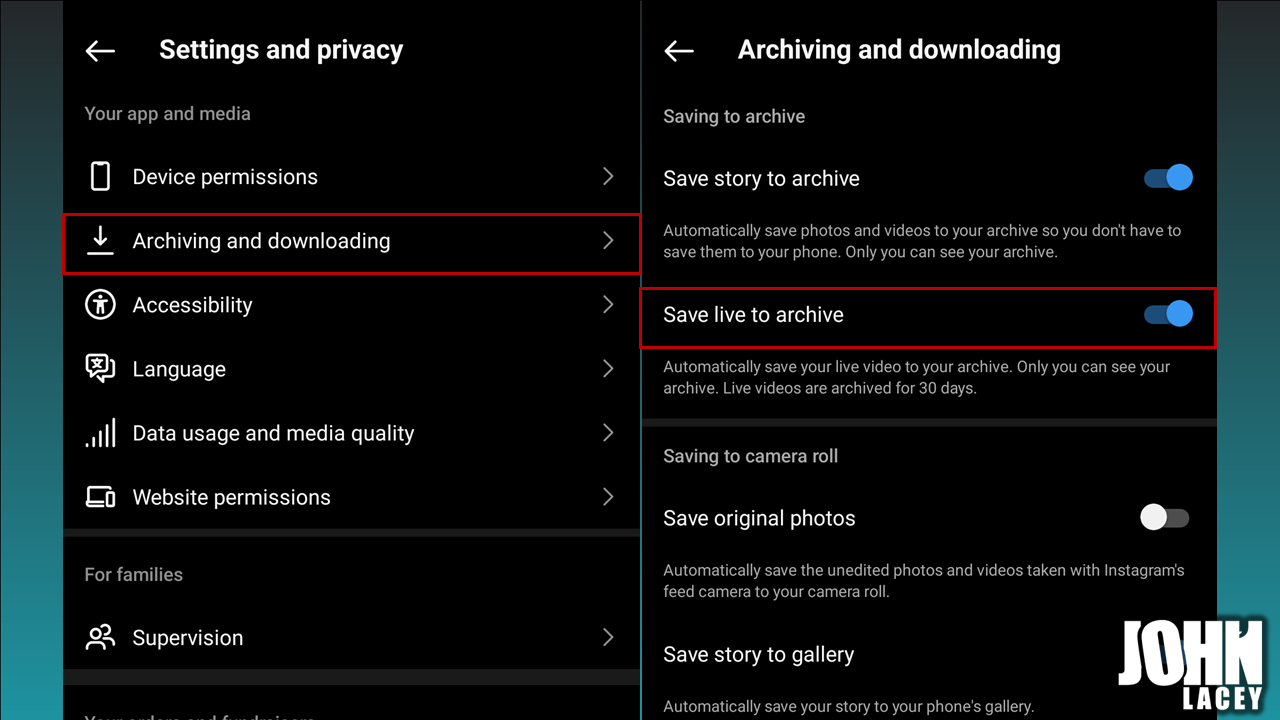 Settings and privacy
Your app and media
Device permissions
Archiving and downloading
Accessibility
Language
Data usage and media quality
Website permissions
For families
Supervision
Your orders and fundraisers
Archiving and downloading
Saving to archive
Save story to archive
Automatically save photos and videos to your archive so you don't have to
save them to your phone. Only you can see your archive.
Save live to archive
Automatically save your live video to your archive. Only you can see your
archive. Live videos are archived for 30 days.
Saving to camera roll
Save original photos
Automatically save the unedited photos and videos taken with Instagram's
feed camera to your camera roll.
Save story to gallery
Automatically save your story to your phone's gallery.
JOHN
LACEY